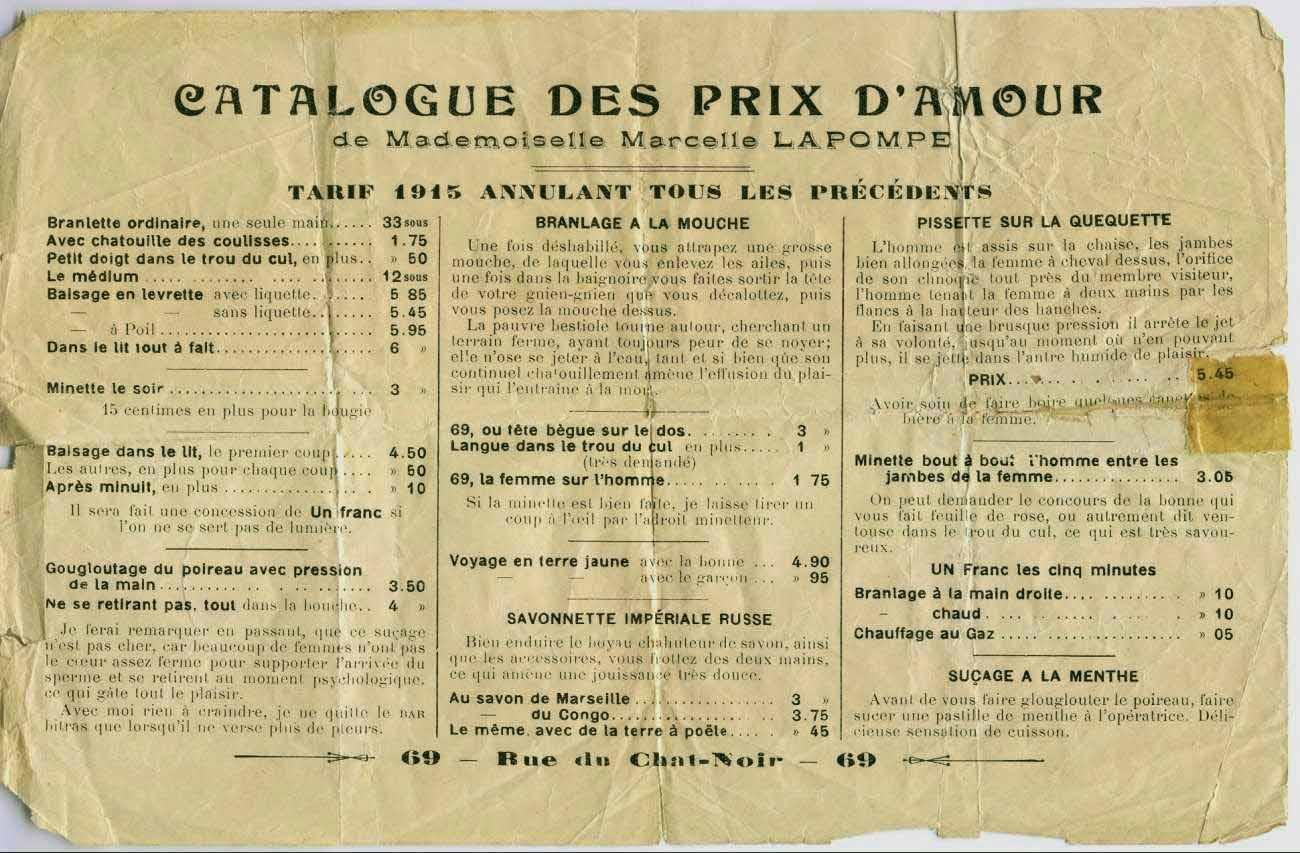 CATALOGUE DES PRIX D'AMOUR
de Mademoiselle Marcelle LAPOMPE
TARIF 1915 ANNULANT TOUS LES PRÉCÉDENTS
Branlette ordinaire, une seule main..... 33 sous
Avec chatouille des coulisses.......... 1.75
Petit doigt dans le trou du cul, en plus.. » 50
Le médium .... .... .......... 12 sous
Baisage en levrette avec liquette....... 5 85
— — sans liquette....... 5.45
— à Poil .................... 5.95
Dans le lit tout à fait.................. 6 »
Minette le soir ...................... 3 »
15 centimes en plus pour la bougie
Baisage dans le lit, le premier coup..... 4.50
Les autres, en plus pour chaque coup.... » 50
Après minuit, en plus ................ » 10
Il sera fait une concession de Un franc si
l'on ne se sert pas de lumière.
Gougloutage du poireau avec pression
de la main .................. 3.50
Ne se retirant pas, tout dans la bouche.. 4 »
Je ferai remarquer en passant, que ce suçage
n'est pas cher, car beaucoup de femmes n'ont pas
le cœur assez ferme pour supporter l'arrivée du
sperme et se retirent au moment psychologique,
ce qui gâte tout le plaisir.
Avec moi rien à craindre, je ne quitte le BAR
bitras que lorsqu'il ne verse plus de pleurs.
BRANLAGE A LA MOUCHE
Une fois déshabillé, vous attrapez une grosse
mouche, de laquelle vous enlevez les ailes, puis
une fois dans la baignoire vous faites sortir la tête
de votre gnien-gnien que vous décalottez, puis
vous posez la mouche dessus.
La pauvre bestiole tourne autour, cherchant un
terrain ferme, ayant toujours peur de se noyer;
elle n'ose se jeter à l'eau, tant et si bien que son
continuel chatouillement amène l'effusion du plai-
sir qui l'entraine à la mort.
69, ou tête bègue sur le dos. ....... 3 »
Langue dans le trou du cul en plus..... 1 »
(très demandé)
69, la femme sur l'homme............ 1 75
Si la minette est bien faite, je laisse tirer un
coup à l'œil par l'adroit minetteur.
Voyage en terre jaune avec la bonne ... 4.90
— — avec le garçon ... » 95
SAVONNETTE IMPÉRIALE RUSSE
Bien enduire le boyau chahuteur de savon, ainsi
que les accessoires, vous frottez des deux mains,
ce qui amène une jouissance très douce.
Au savon de Marseille ................ 3 »
— du Congo.................. 3.75
Le même, avec de la terre à poêle..... » 45
PISSETTE SUR LA QUEQUETTE
L'homme est assis sur la chaise, les jambes
bien allongées, la femme à cheval dessus, l'orifice
de son clinoque tout près du membre visiteur,
l'homme tenant la femme à deux mains par les
flancs à la hauteur des hanches.
En faisant une brusque pression il arrête le jet
à sa volonté, jusqu'au moment où n'en pouvant
plus, il se jette dans l'antre humide de plaisir.
PRIX.... . . . .... .. 5.45
Avoir soin de faire boire quelques canettes de
bière à la femme.
Minette bout à bout l'homme entre les
jambes de la femme............... 3.05
On peut demander le concours de la bonne qui
vous fait feuille de rose, ou autrement dit ven-
touse dans le trou du cul, ce qui est très savou-
reux.
UN Franc les cinq minutes
Branlage à la main droite............. » 10
— chaud ..................... » 10
Chauffage au Gaz ..................... » 05
SUÇAGE A LA MENTHE
Avant de vous faire glouglouter le poireau, faire
sucer une pastille de menthe à l'opératrice. Déli-
cieuse sensation de cuisson.
69 — Rue du Chat-Noir — 69